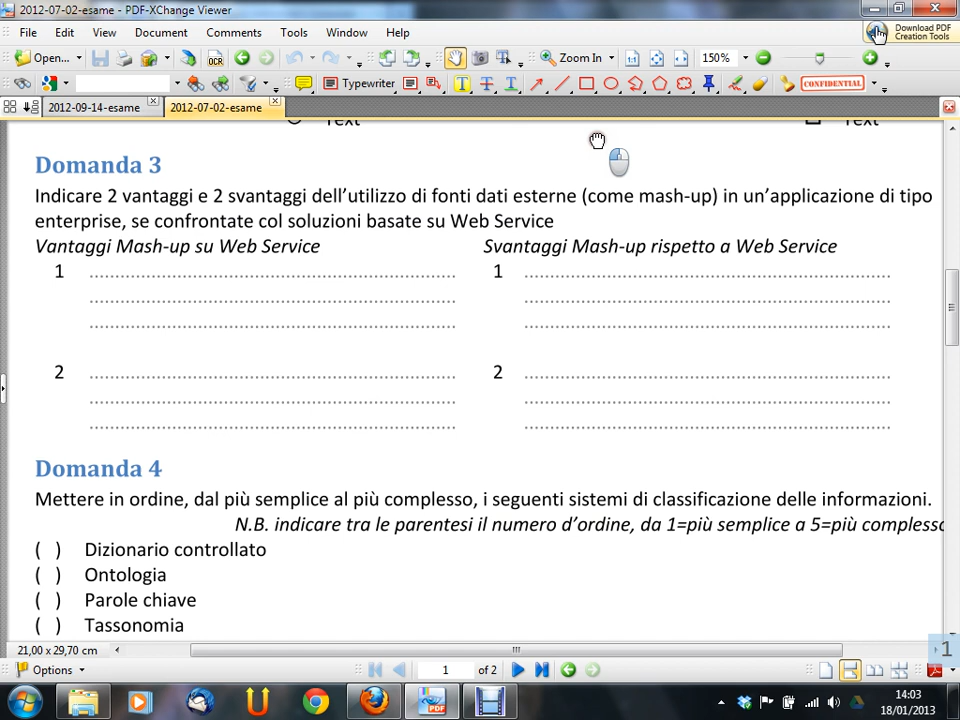 2012-07-02-esame - PDF-XChange Viewer
File Edit View Document Comments Tools Window Help
Download PDF
Creation Tools
Open... OCR Zoom In 150%
Typewriter CONFIDENTIAL
2012-09-14-esame 2012-07-02-esame
Text Text
Domanda 3
Indicare 2 vantaggi e 2 svantaggi dell’utilizzo di fonti dati esterne (come mash-up) in un’applicazione di tipo
enterprise, se confrontate col soluzioni basate su Web Service
Vantaggi Mash-up su Web Service Svantaggi Mash-up rispetto a Web Service
1 1
2 2
Domanda 4
Mettere in ordine, dal più semplice al più complesso, i seguenti sistemi di classificazione delle informazioni.
N.B. indicare tra le parentesi il numero d’ordine, da 1=più semplice a 5=più complesso
( ) Dizionario controllato
( ) Ontologia
( ) Parole chiave
( ) Tassonomia
21,00 x 29,70 cm
1
Options 1 of 2
14:03
18/01/2013